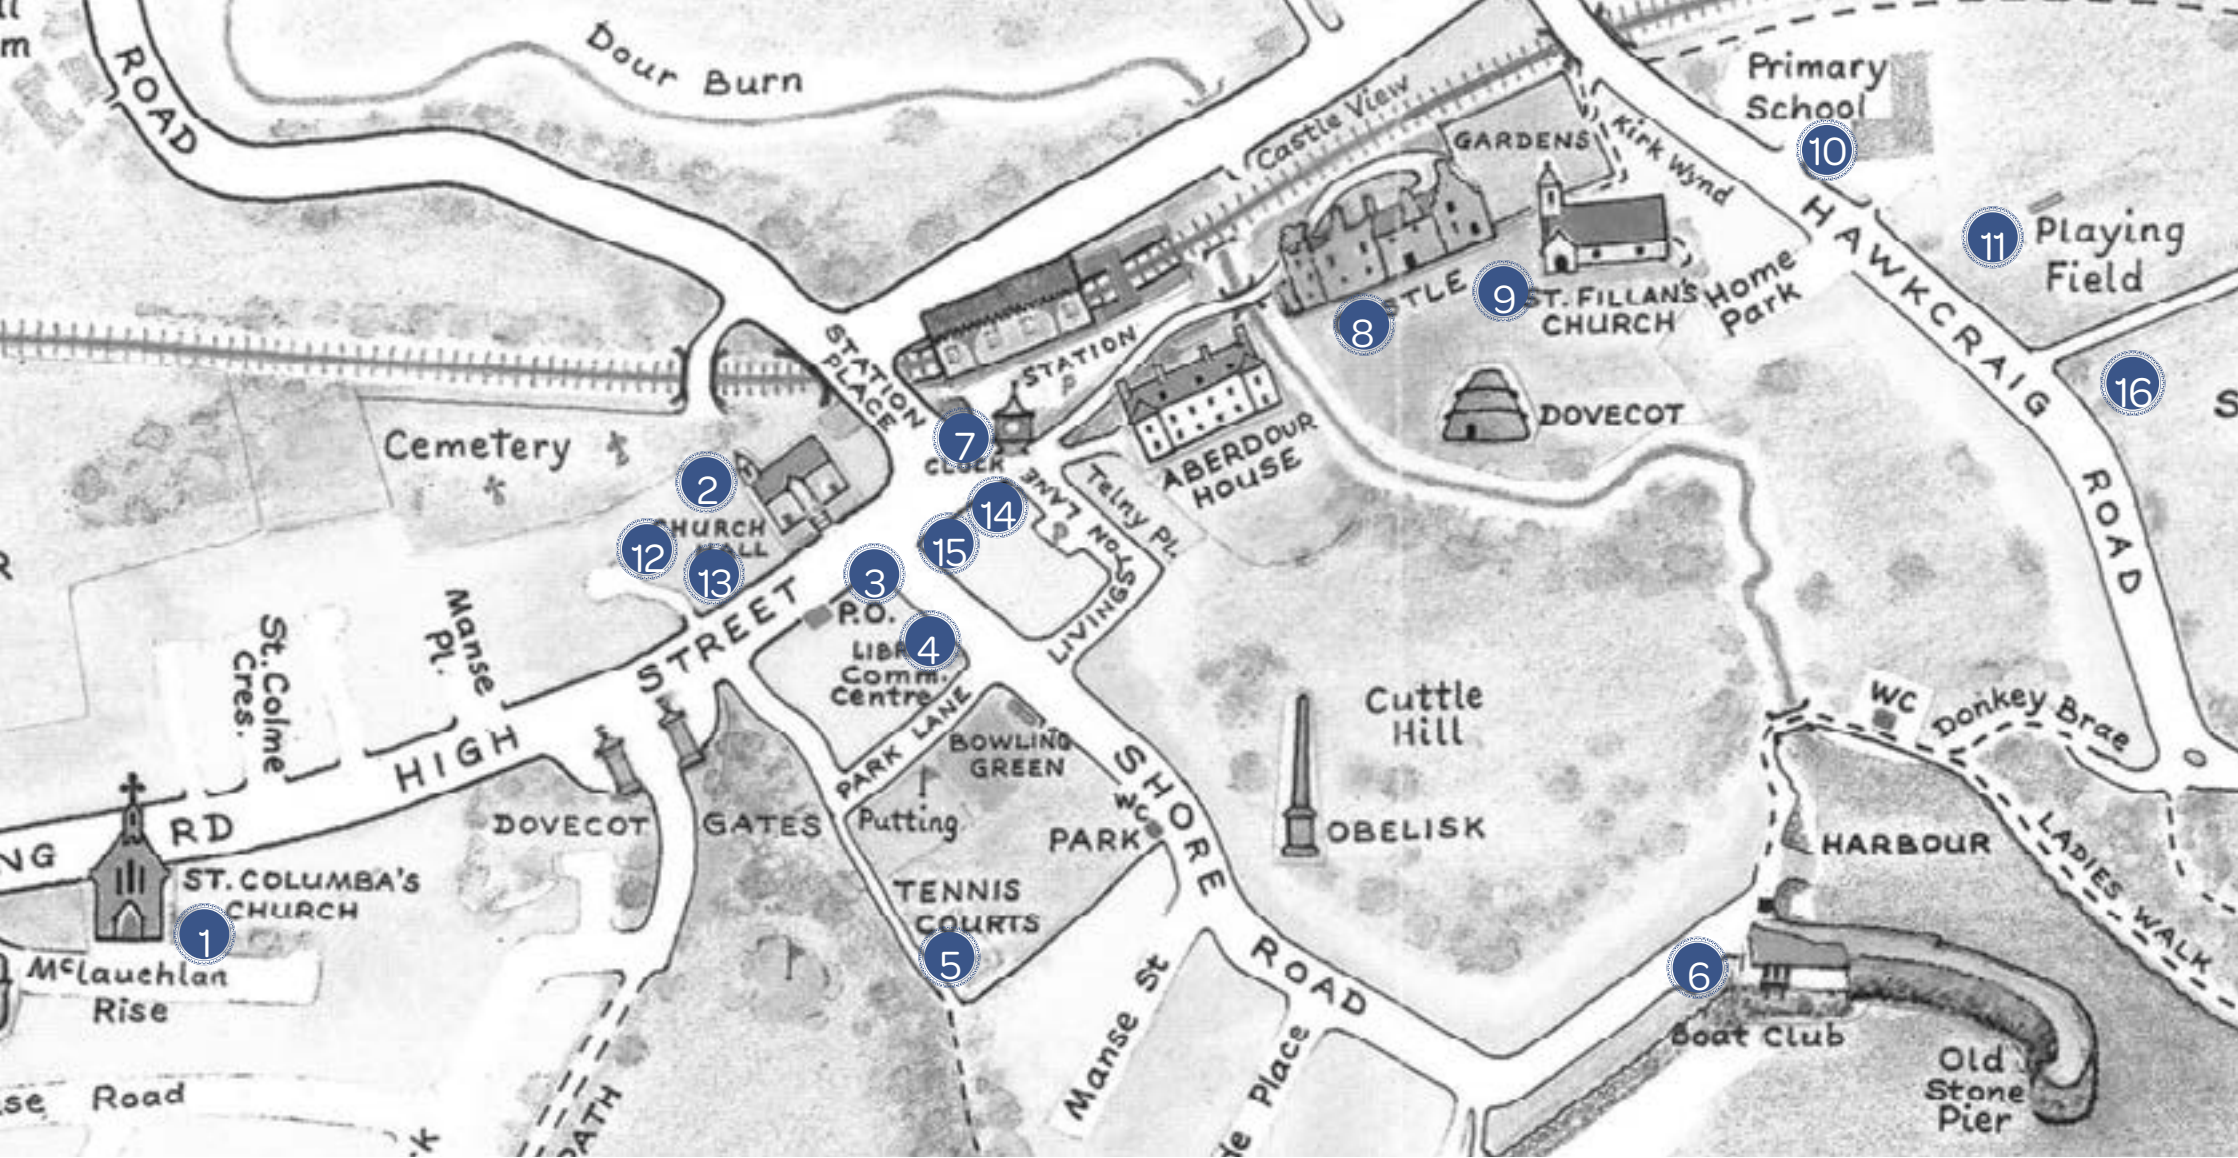 ROAD
Dour Burn
Castle View
GARDENS
Kirk Wynd
Primary
School
10
HAWKCRAIG
ROAD
11
Playing
Field
Home
Park
9
ST. FILLAN'S
CHURCH
8
STATION
STATION
PLACE
7
CLOCK
ABERDOUR
HOUSE
DOVECOT
16
S
Cemetery
2
CHURCH
HALL
12
13
14
15
Telny Pl.
LANE
3
P.O.
4
Comm.
Centre
PARK LANE
St. Colme
Cres.
Manse
Pl.
HIGH
STREET
NG
RD
ST. COLUMBA'S
CHURCH
1
McLauchlan
Rise
Road
DOVECOT
GATES
BOWLING
GREEN
Putting
WC
PARK
TENNIS
COURTS
5
SHORE
ROAD
Manse St
Place
PATH
Cuttle
Hill
OBELISK
WC
Donkey Brae
HARBOUR
LADIES WALK
6
Boat Club
Old
Stone
Pier